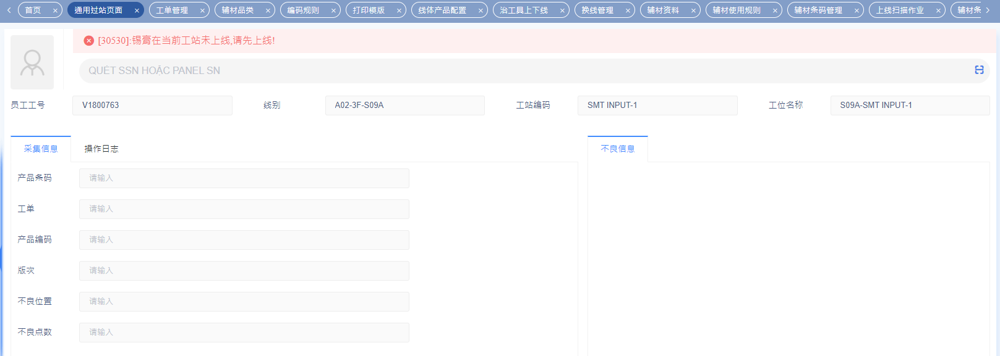 首页 通用过站页面 工单管理 辅材品类 编码规则 打印模版 线体产品配置 治工具上下线 换线管理 辅材资料 辅材使用规则 辅材条码管理 上线扫描作业 辅材条
[30530]:锡膏在当前工站未上线,请先上线!
QUÉT SSN HOẶC PANEL SN
员工工号 V1800763 线别 A02-3F-S09A 工站编码 SMT INPUT-1 工位名称 S09A-SMT INPUT-1
采集信息 操作日志 不良信息
产品条码 请输入
工单 请输入
产品编码 请输入
版次 请输入
不良位置 请输入
不良点数 请输入